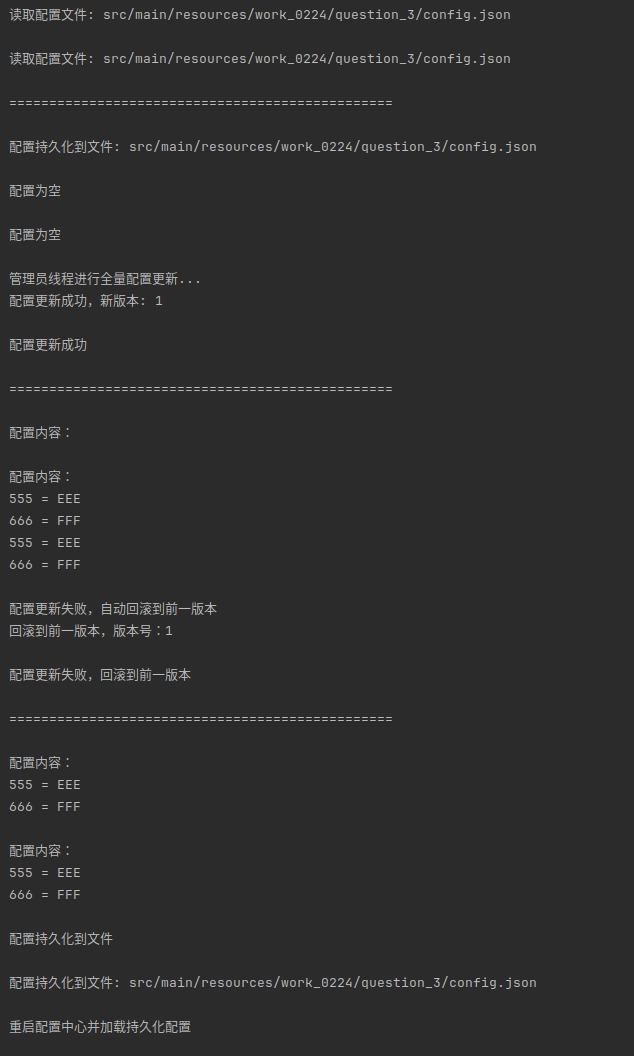 读取配置文件: src/main/resources/work_0224/question_3/config.json
读取配置文件: src/main/resources/work_0224/question_3/config.json
================================================
配置持久化到文件: src/main/resources/work_0224/question_3/config.json
配置为空
配置为空
管理员线程进行全量配置更新...
配置更新成功，新版本: 1
配置更新成功
================================================
配置内容：
配置内容：
555 = EEE
666 = FFF
555 = EEE
666 = FFF
配置更新失败，自动回滚到前一版本
回滚到前一版本，版本号：1
配置更新失败，回滚到前一版本
================================================
配置内容：
555 = EEE
666 = FFF
配置内容：
555 = EEE
666 = FFF
配置持久化到文件
配置持久化到文件: src/main/resources/work_0224/question_3/config.json
重启配置中心并加载持久化配置